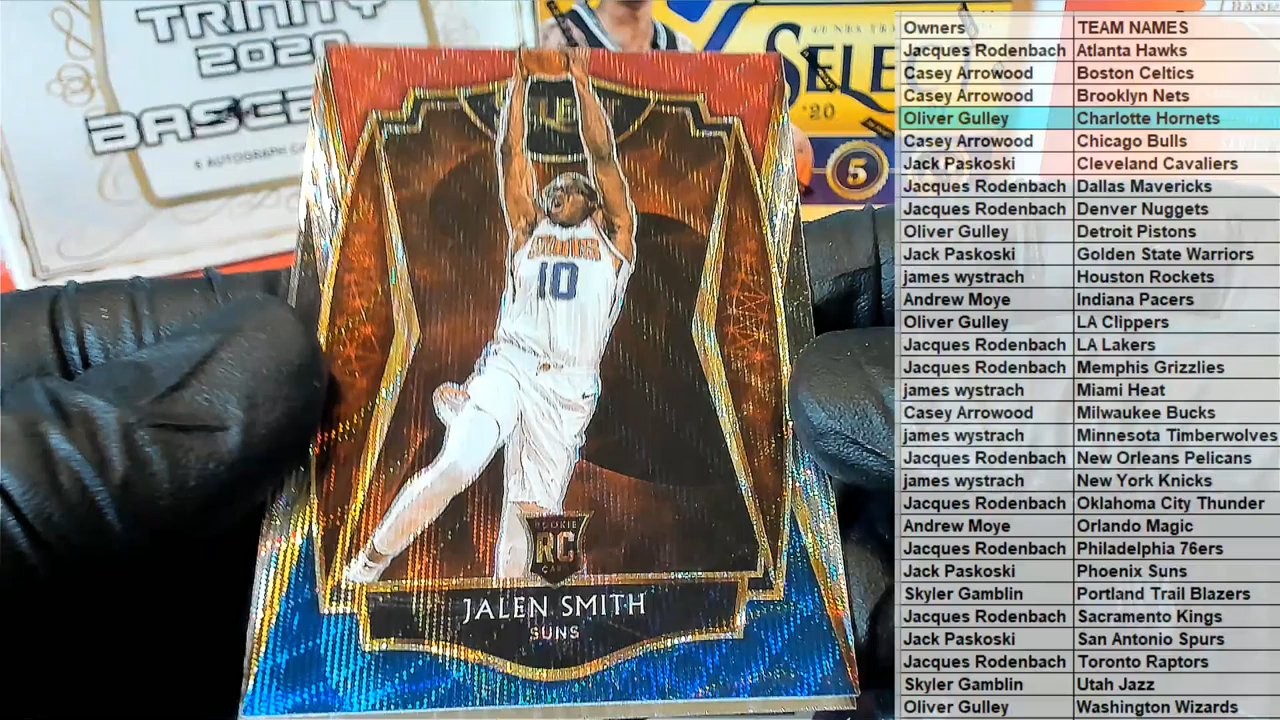 TRINITY
2020
6 AUTOGRAPH
SELE
'20
5
SUNS
10
ROOKIE
RC
CARD
JALEN SMITH
SUNS
Owners TEAM NAMES
Jacques Rodenbach Atlanta Hawks
Casey Arrowood Boston Celtics
Casey Arrowood Brooklyn Nets
Oliver Gulley Charlotte Hornets
Casey Arrowood Chicago Bulls
Jack Paskoski Cleveland Cavaliers
Jacques Rodenbach Dallas Mavericks
Jacques Rodenbach Denver Nuggets
Oliver Gulley Detroit Pistons
Jack Paskoski Golden State Warriors
james wystrach Houston Rockets
Andrew Moye Indiana Pacers
Oliver Gulley LA Clippers
Jacques Rodenbach LA Lakers
Jacques Rodenbach Memphis Grizzlies
james wystrach Miami Heat
Casey Arrowood Milwaukee Bucks
james wystrach Minnesota Timberwolves
Jacques Rodenbach New Orleans Pelicans
james wystrach New York Knicks
Jacques Rodenbach Oklahoma City Thunder
Andrew Moye Orlando Magic
Jacques Rodenbach Philadelphia 76ers
Jack Paskoski Phoenix Suns
Skyler Gamblin Portland Trail Blazers
Jacques Rodenbach Sacramento Kings
Jack Paskoski San Antonio Spurs
Jacques Rodenbach Toronto Raptors
Skyler Gamblin Utah Jazz
Oliver Gulley Washington Wizards